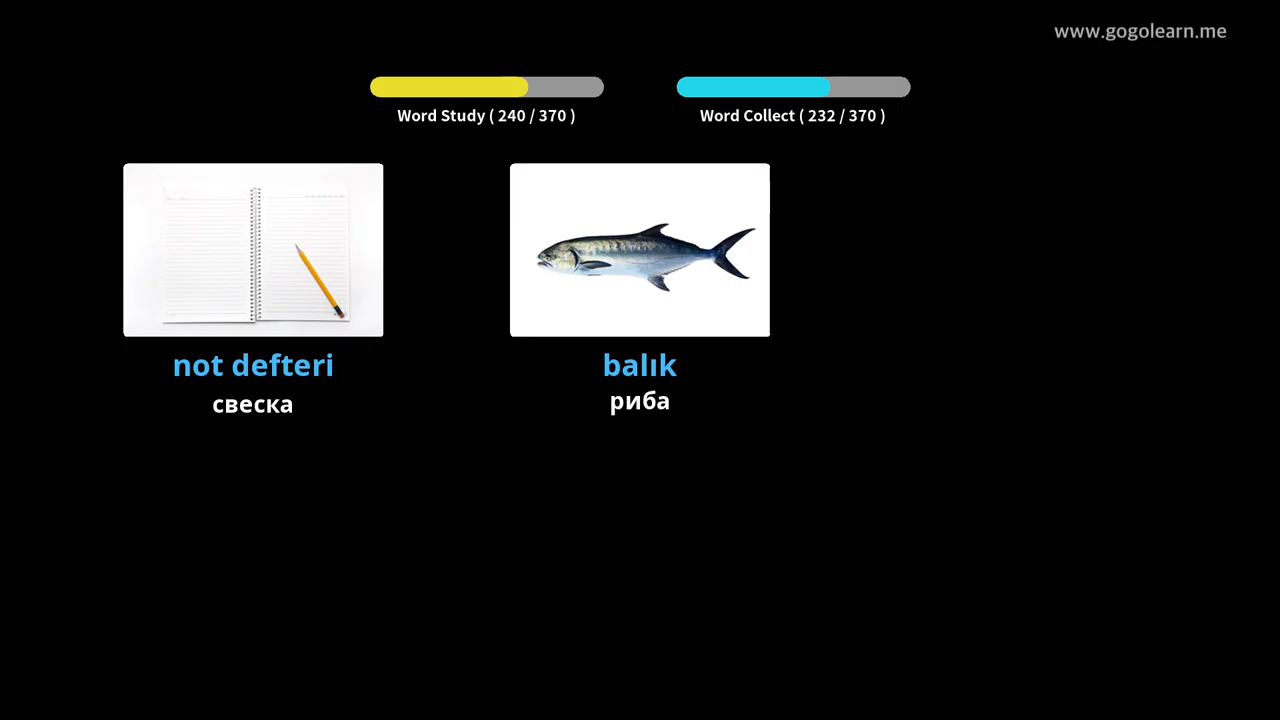 www.gogolearn.me
Word Study ( 240 / 370 )
Word Collect ( 232 / 370 )
not defteri
свеска
balık
риба